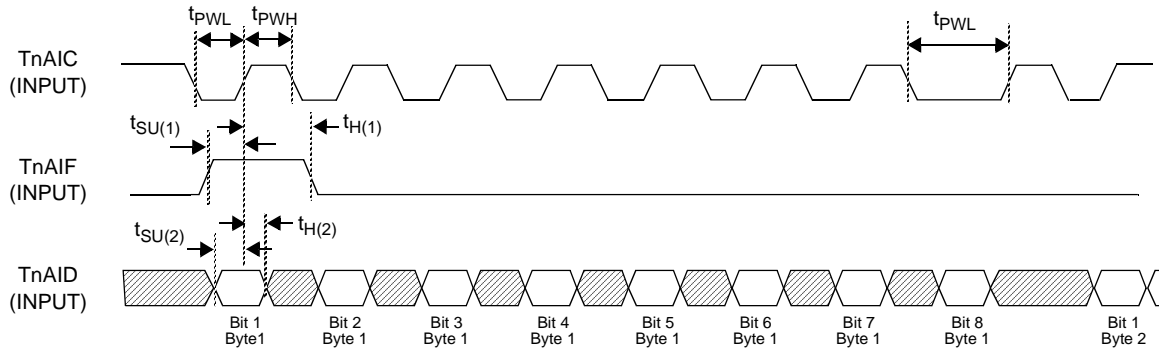 tPWL tPWH tPWL
TnAIC
(INPUT)
tSU(1) tH(1)
TnAIF
(INPUT)
tSU(2) tH(2)
TnAID
(INPUT)
Bit 1 Bit 2 Bit 3 Bit 4 Bit 5 Bit 6 Bit 7 Bit 8 Bit 1
Byte1 Byte 1 Byte 1 Byte 1 Byte 1 Byte 1 Byte 1 Byte 1 Byte 2